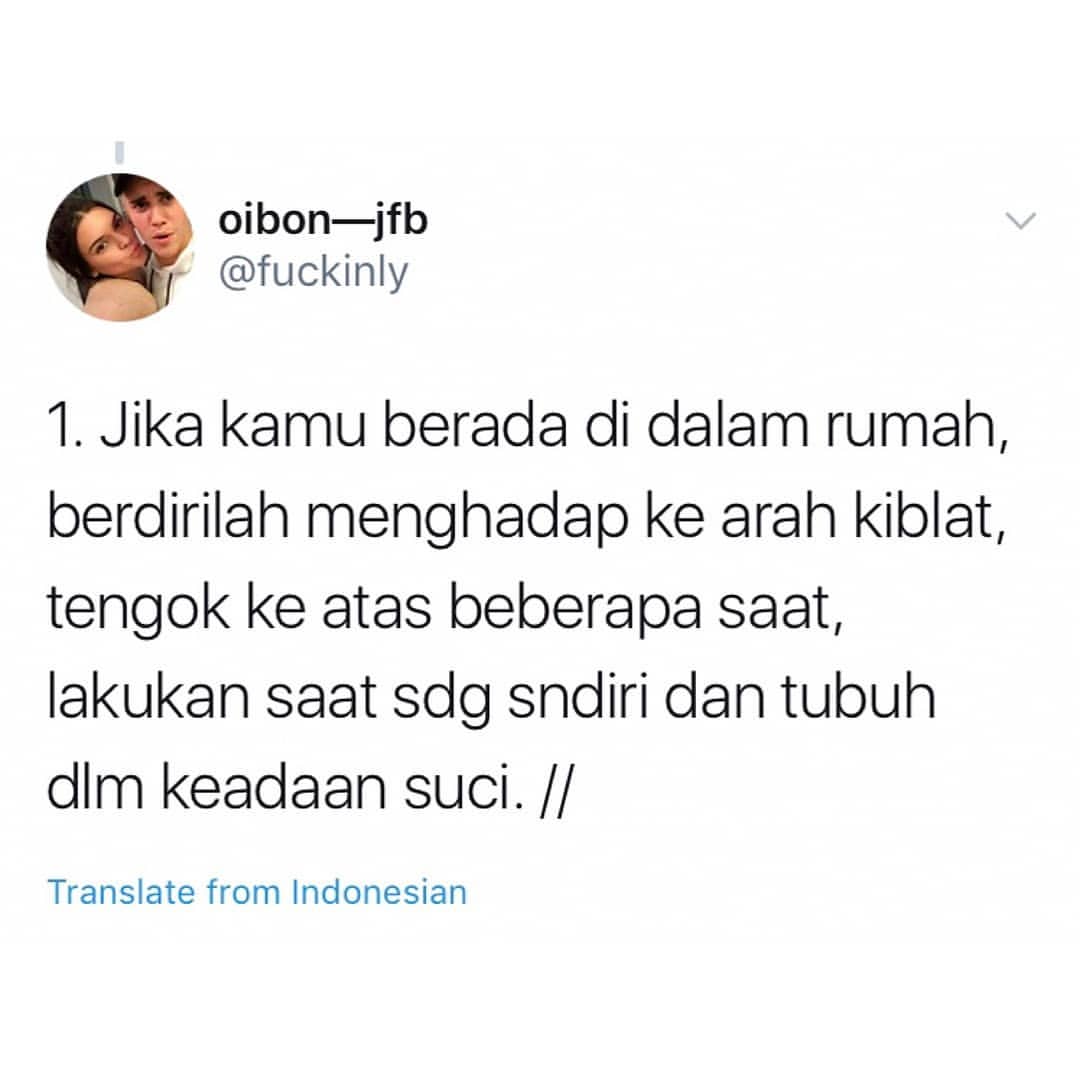 oibon—jfb
@fuckinly
1. Jika kamu berada di dalam rumah,
berdirilah menghadap ke arah kiblat,
tengok ke atas beberapa saat,
lakukan saat sdg sndiri dan tubuh
dlm keadaan suci. //
Translate from Indonesian